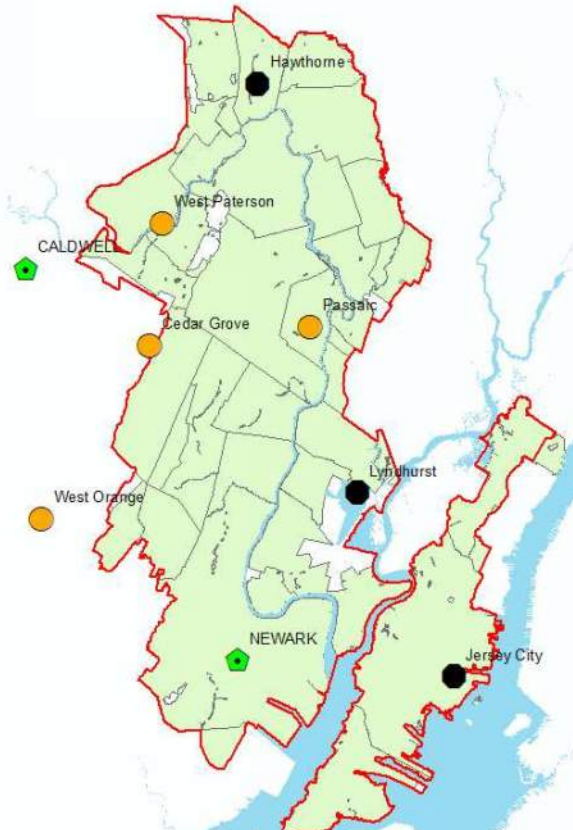 Hawthorne
West Paterson
CALDWELL
Passaic
Cedar Grove
Lyndhurst
West Orange
NEWARK
Jersey City